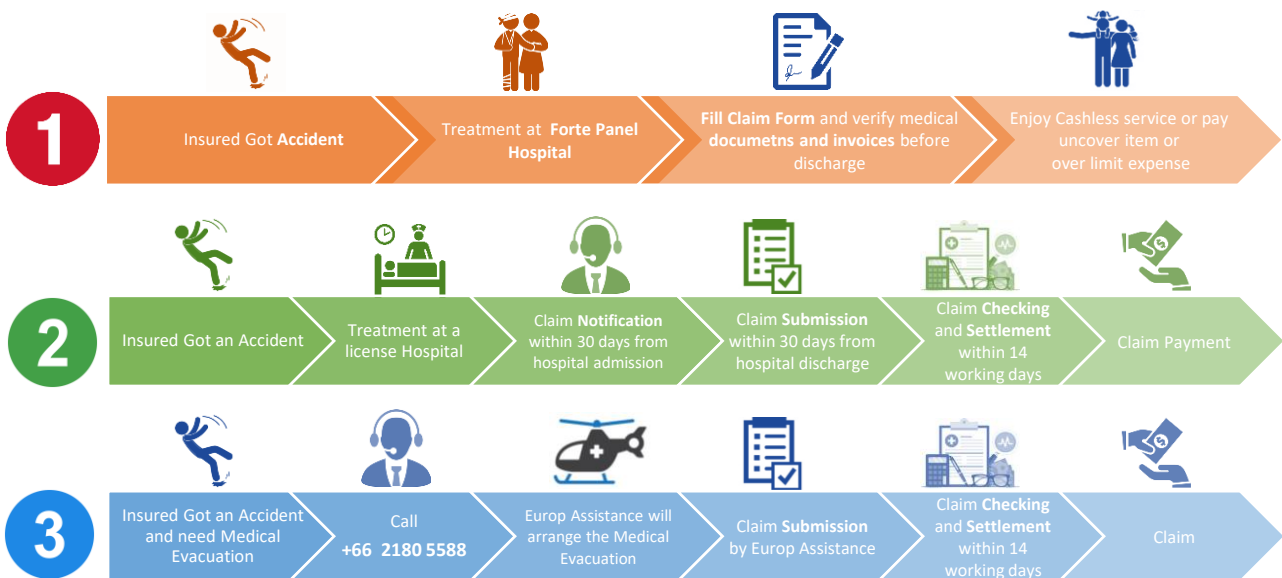 1
Insured Got Accident
Treatment at Forte Panel
Hospital
Fill Claim Form and verify medical
documetns and invoices before
discharge
Enjoy Cashless service or pay
uncover item or
over limit expense
2
Insured Got an Accident
Treatment at a
license Hospital
Claim Notification
within 30 days from
hospital admission
Claim Submission
within 30 days from
hospital discharge
Claim Checking
and Settlement
within 14
working days
Claim Payment
3
Insured Got an Accident
and need Medical
Evacuation
Call
+66 2180 5588
Europ Assistance will
arrange the Medical
Evacuation
Claim Submission
by Europ Assistance
Claim Checking
and Settlement
within 14
working days
Claim